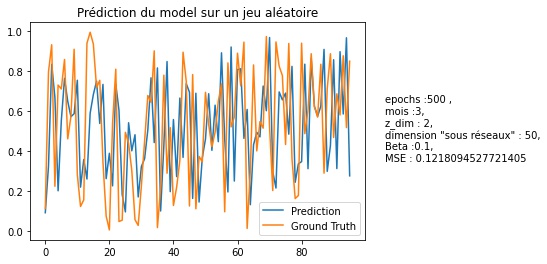 Prédiction du model sur un jeu aléatoire
1.0
0.8
0.6
0.4
0.2
0.0
0
20
40
60
80
Prediction
Ground Truth
epochs :500 ,
mois :3,
z_dim : 2,
dimension "sous réseaux" : 50,
Beta :0.1,
MSE : 0.1218094527721405